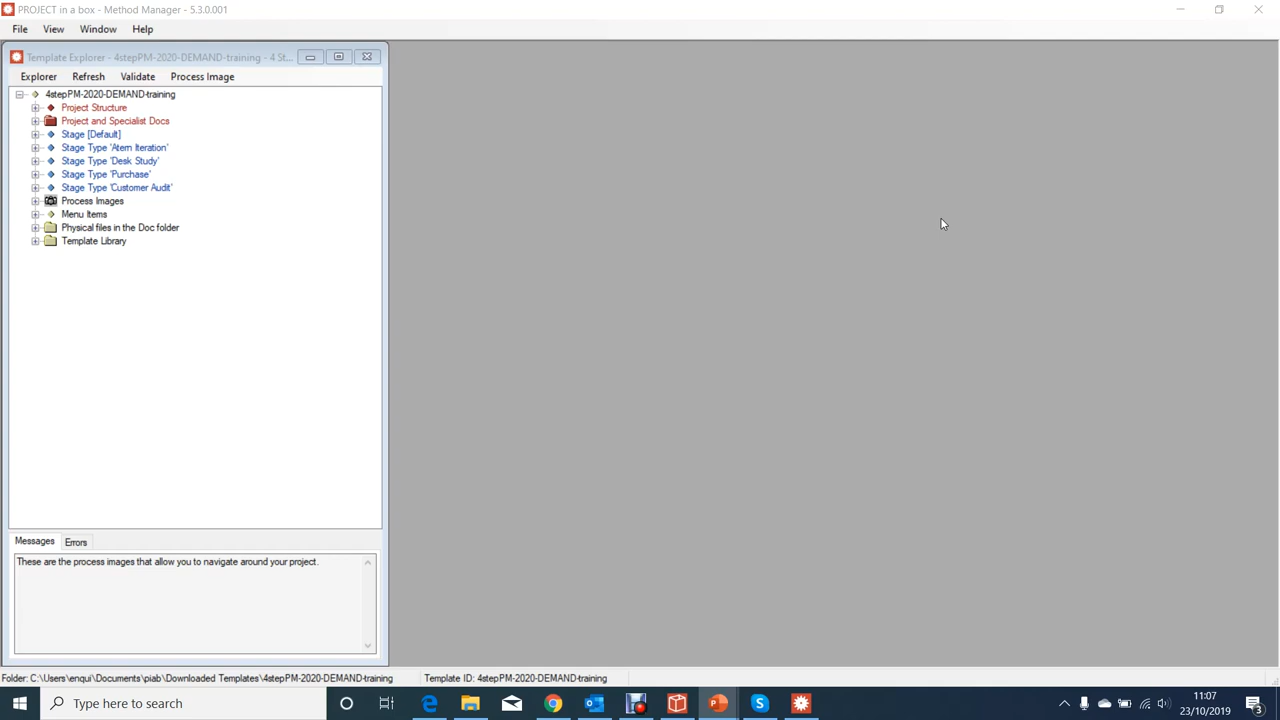 PROJECT in a box - Method Manager - 5.3.0.001
File View Window Help
Template Explorer - 4stepPM-2020-DEMAND-training - 4 St...
Explorer Refresh Validate Process Image
4stepPM-2020-DEMAND-training
Project Structure
Project and Specialist Docs
Stage [Default]
Stage Type 'Atern Iteration'
Stage Type 'Desk Study'
Stage Type 'Purchase'
Stage Type 'Customer Audit'
Process Images
Menu Items
Physical files in the Doc folder
Template Library
Messages Errors
These are the process images that allow you to navigate around your project.
Folder: C:\Users\enqui\Documents\piab\Downloaded Templates\4stepPM-2020-DEMAND-training Template ID: 4stepPM-2020-DEMAND-training
Type here to search
11:07
23/10/2019
3